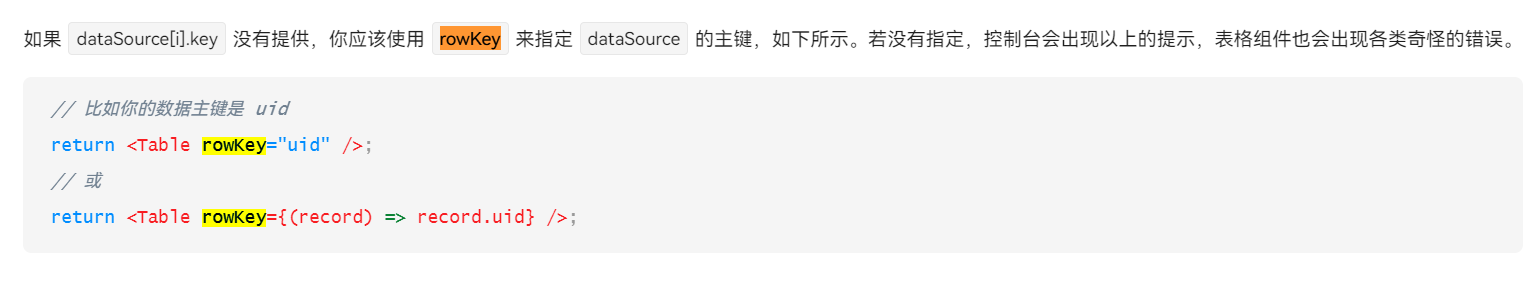 如果 dataSource[i].key 没有提供，你应该使用 rowKey 来指定 dataSource 的主键，如下所示。若没有指定，控制台会出现以上的提示，表格组件也会出现各类奇怪的错误。
// 比如你的数据主键是 uid
return <Table rowKey="uid" />;
// 或
return <Table rowKey={(record) => record.uid} />;